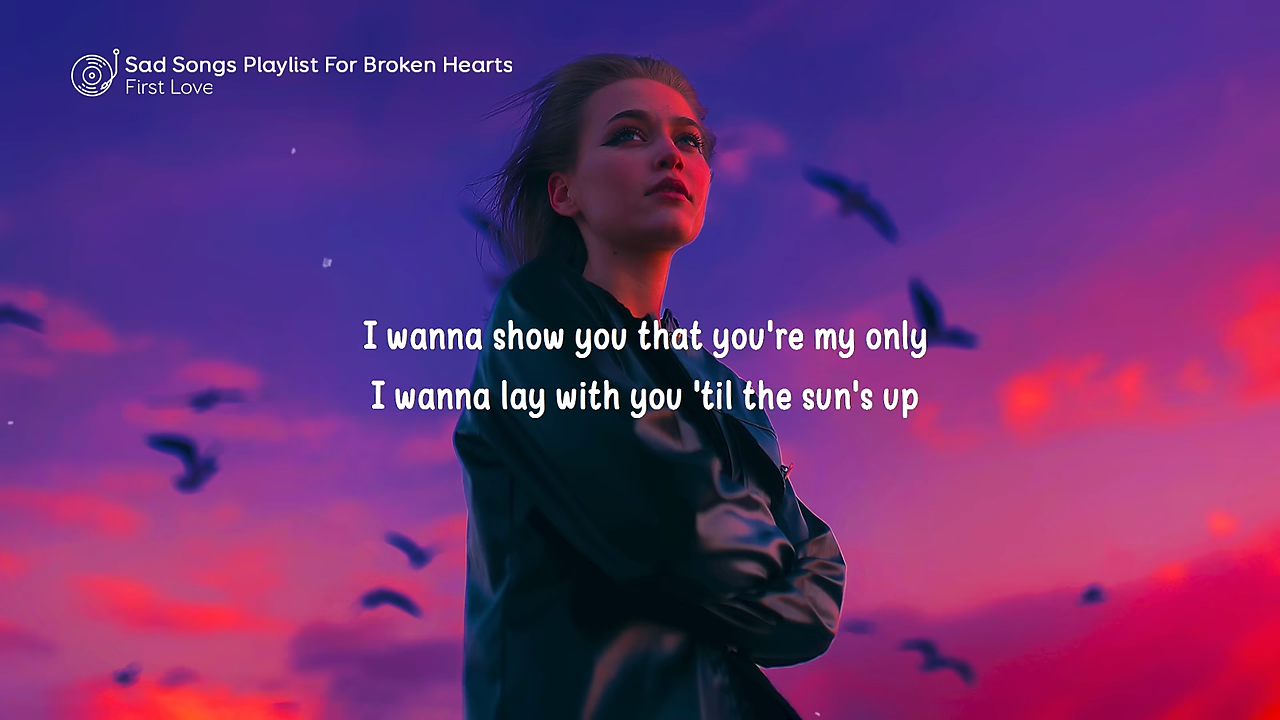 Sad Songs Playlist For Broken Hearts
First Love
I wanna show you that you're my only
I wanna lay with you 'til the sun's up